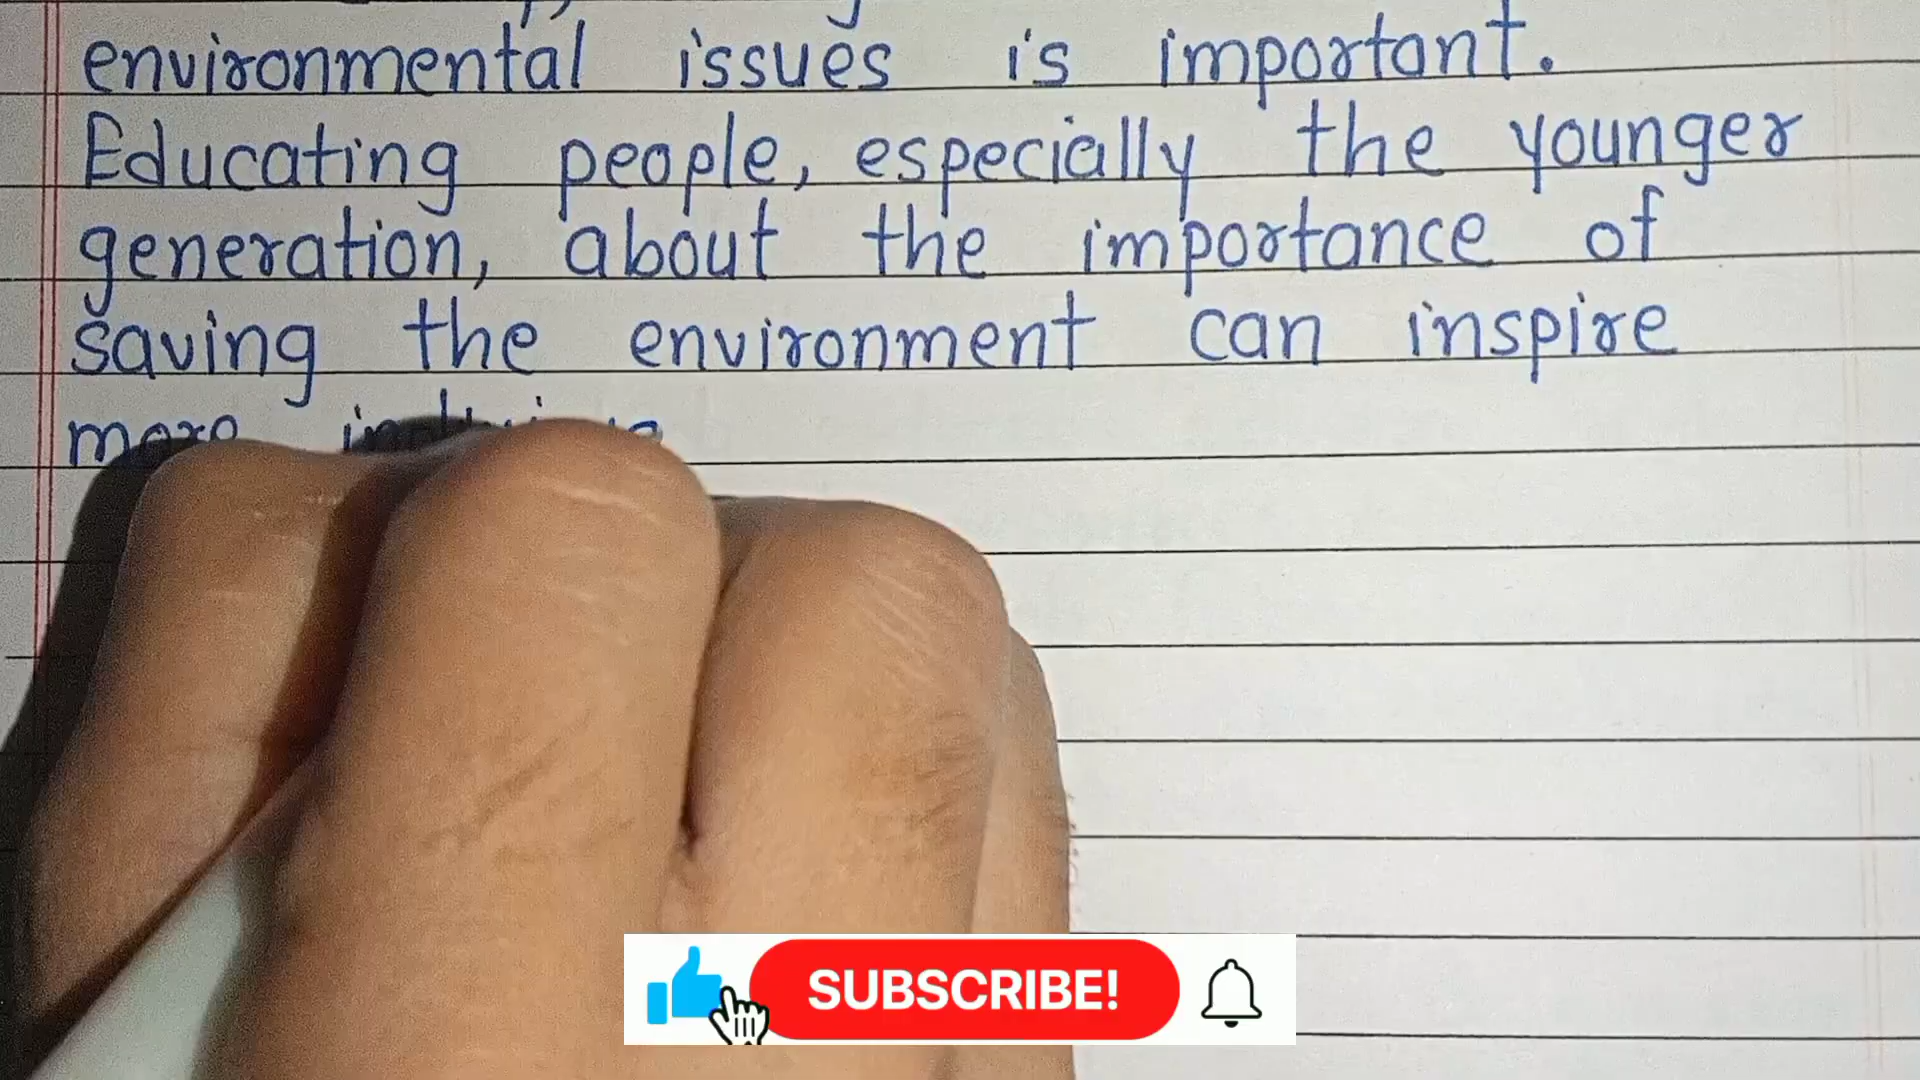 environmental issues is important.
Educating people, especially the younger
generation, about the importance of
saving the environment can inspire
more
SUBSCRIBE!